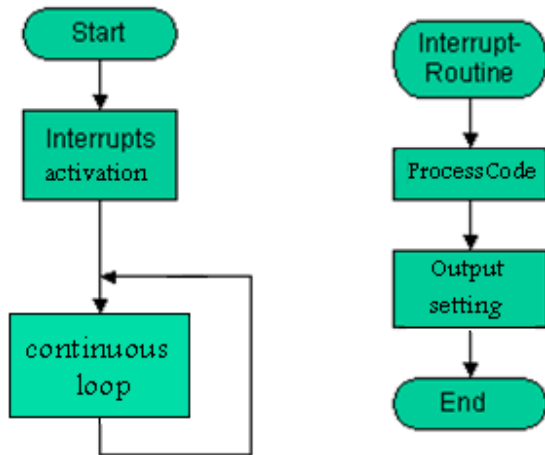 Start
Interrupts
activation
continuous
loop
Interrupt-
Routine
ProcessCode
Output
setting
End